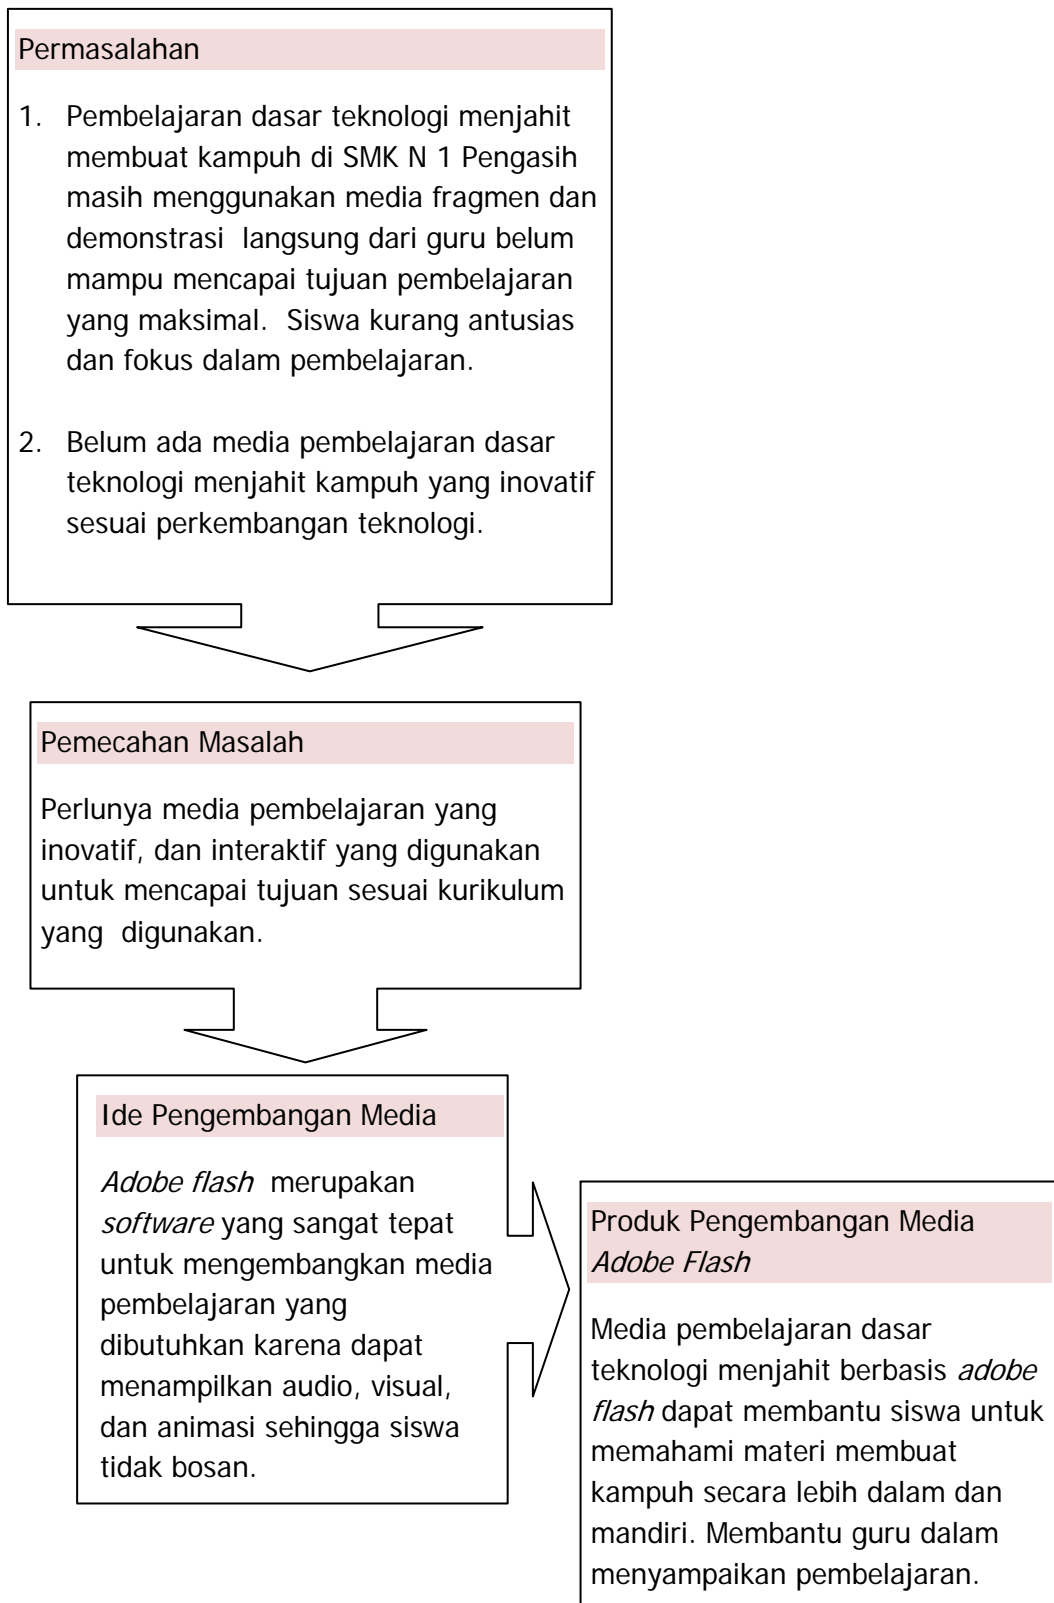 Permasalahan
1. Pembelajaran dasar teknologi menjahit
membuat kampuh di SMK N 1 Pengasih
masih menggunakan media fragmen dan
demonstrasi langsung dari guru belum
mampu mencapai tujuan pembelajaran
yang maksimal. Siswa kurang antusias
dan fokus dalam pembelajaran.
2. Belum ada media pembelajaran dasar
teknologi menjahit kampuh yang inovatif
sesuai perkembangan teknologi.
Pemecahan Masalah
Perlunya media pembelajaran yang
inovatif, dan interaktif yang digunakan
untuk mencapai tujuan sesuai kurikulum
yang digunakan.
Ide Pengembangan Media
Adobe flash merupakan
software yang sangat tepat
untuk mengembangkan media
pembelajaran yang
dibutuhkan karena dapat
menampilkan audio, visual,
dan animasi sehingga siswa
tidak bosan.
Produk Pengembangan Media
Adobe Flash
Media pembelajaran dasar
teknologi menjahit berbasis adobe
flash dapat membantu siswa untuk
memahami materi membuat
kampuh secara lebih dalam dan
mandiri. Membantu guru dalam
menyampaikan pembelajaran.